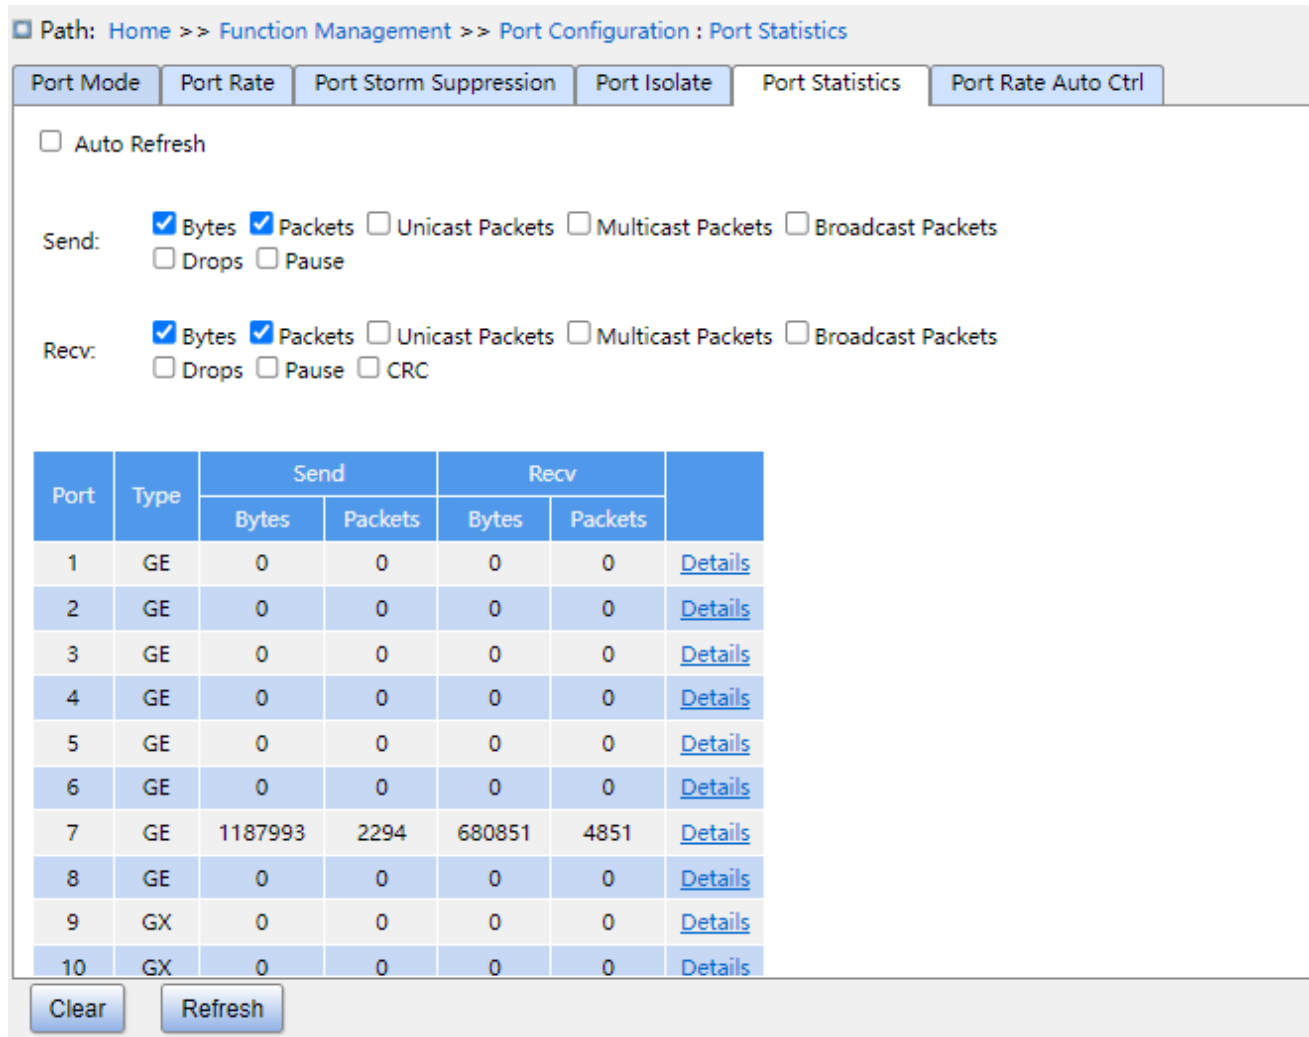 Path: Home >> Function Management >> Port Configuration : Port Statistics
Port Mode Port Rate Port Storm Suppression Port Isolate Port Statistics Port Rate Auto Ctrl
Auto Refresh
Send: Bytes Packets Unicast Packets Multicast Packets Broadcast Packets
Drops Pause
Recv: Bytes Packets Unicast Packets Multicast Packets Broadcast Packets
Drops Pause CRC
Port Type Send Recv
Bytes Packets Bytes Packets
1 GE 0 0 0 0 Details
2 GE 0 0 0 0 Details
3 GE 0 0 0 0 Details
4 GE 0 0 0 0 Details
5 GE 0 0 0 0 Details
6 GE 0 0 0 0 Details
7 GE 1187993 2294 680851 4851 Details
8 GE 0 0 0 0 Details
9 GX 0 0 0 0 Details
10 GX 0 0 0 0 Details
Clear Refresh